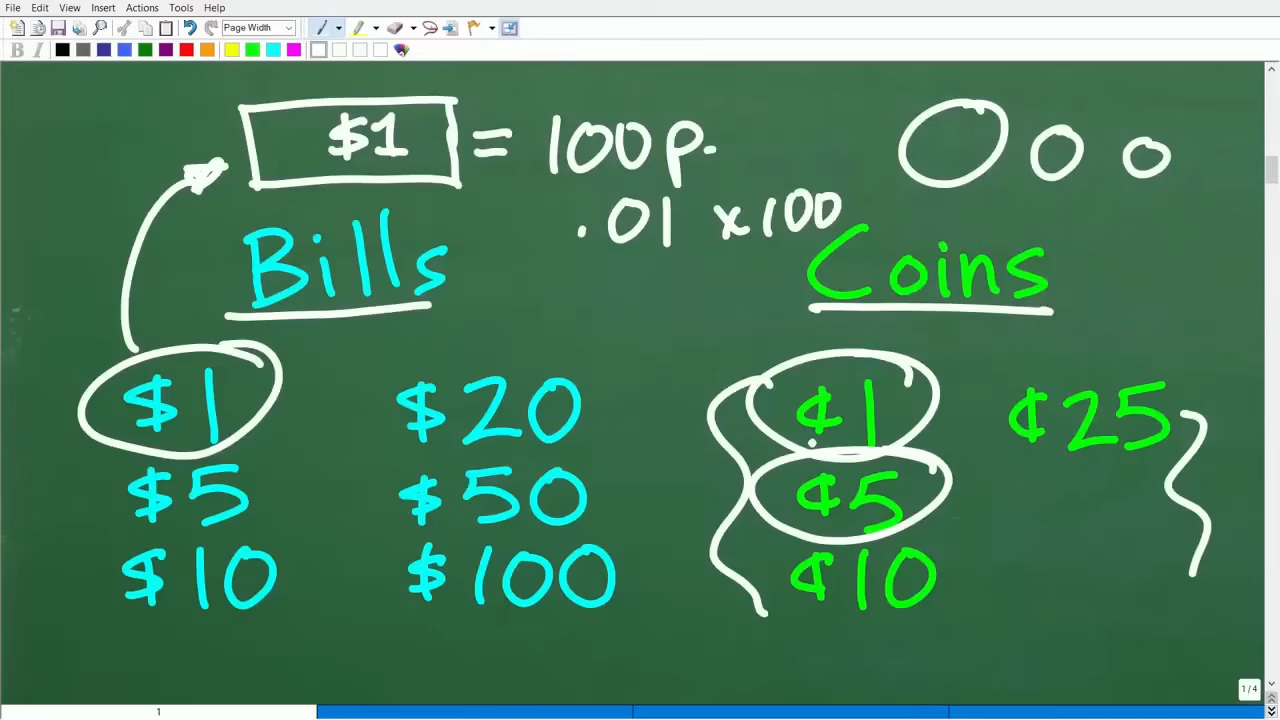 File Edit View Insert Actions Tools Help
Page Width
B I
$1 = 100p.
.01 x100
Bills
Coins
$1 $20
$5 $50
$10 $100
¢1 ¢25
¢5
¢10
1/4
1